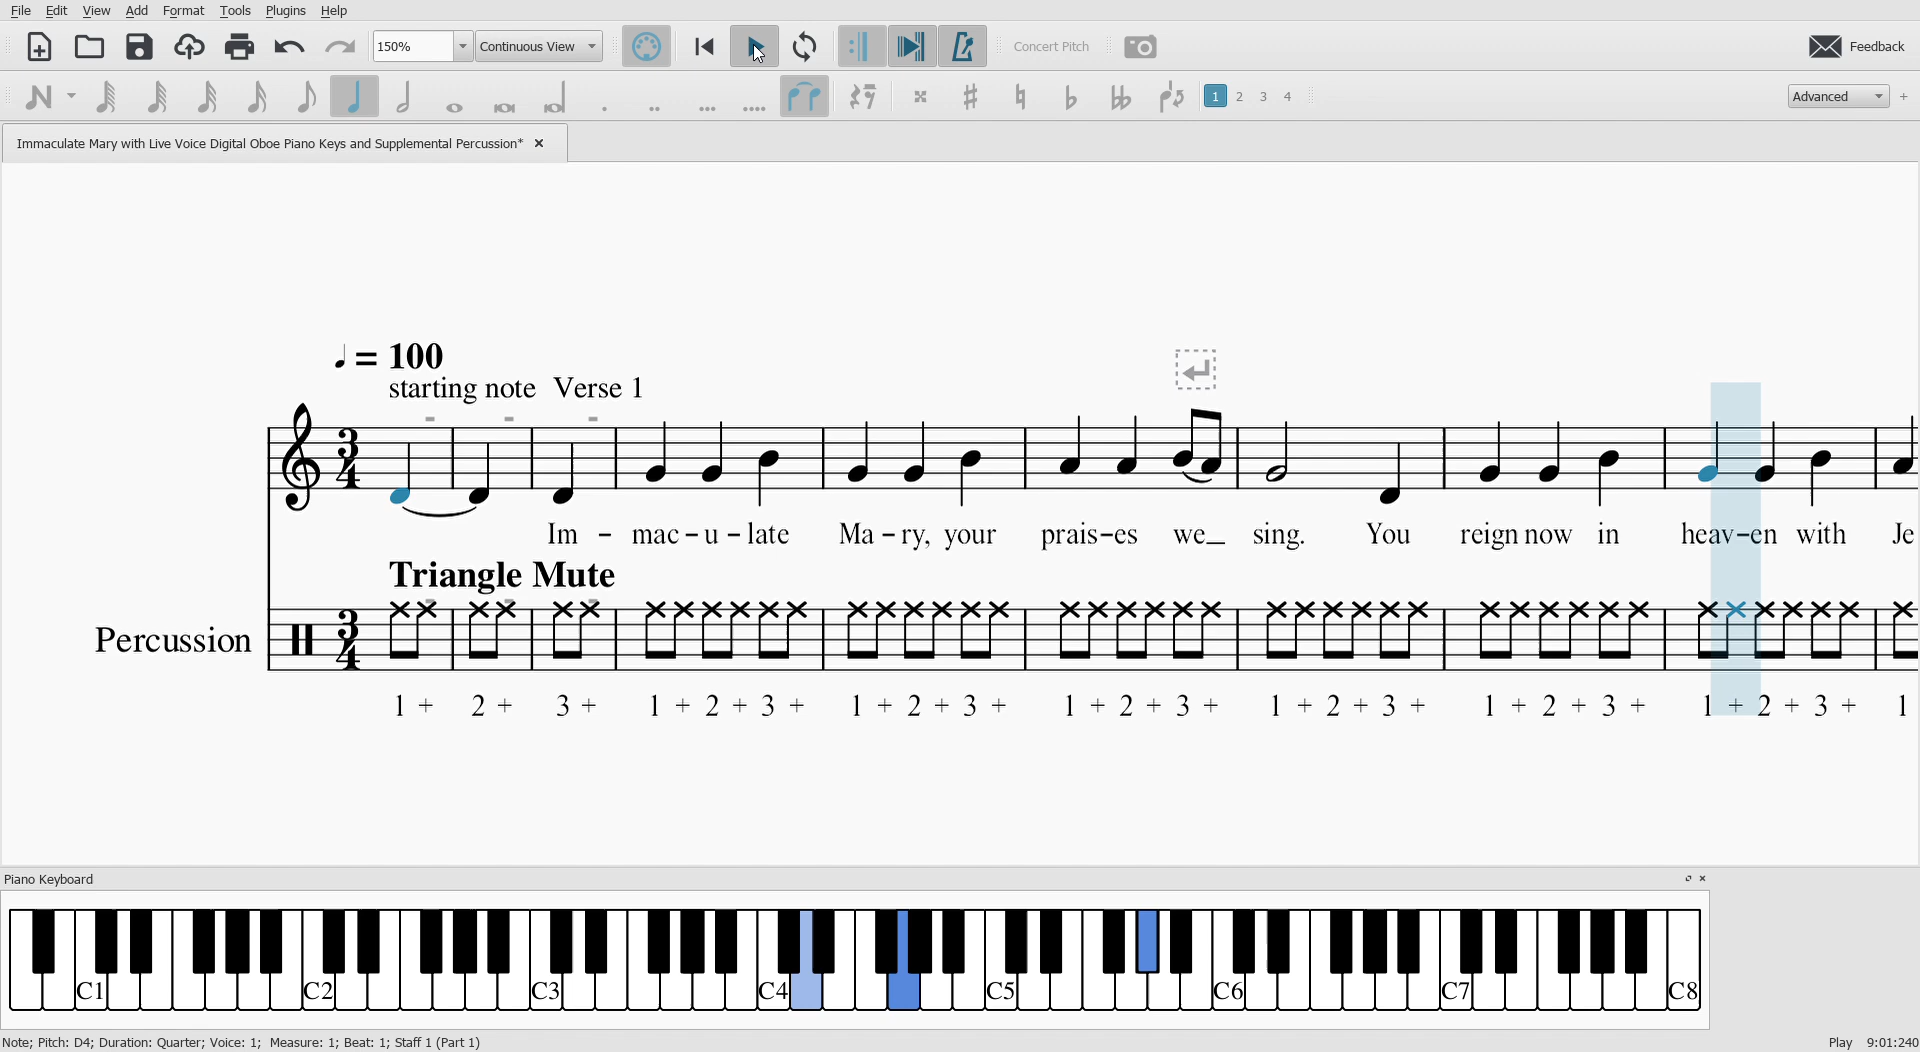 File Edit View Add Format Tools Plugins Help
150% Continuous View Concert Pitch Feedback
1 2 3 4 Advanced +
Immaculate Mary with Live Voice Digital Oboe Piano Keys and Supplemental Percussion*
= 100
starting note Verse 1
3
4
Im - mac - u - late Ma - ry, your prais-es we_ sing. You reign now in heav-en with Je
Triangle Mute
Percussion
3
4
1 + 2 + 3 + 1 + 2 + 3 + 1 + 2 + 3 + 1 + 2 + 3 + 1 + 2 + 3 + 1 + 2 + 3 + 1 + 2 + 3 + 1
Piano Keyboard
C1 C2 C3 C4 C5 C6 C7 C8
Note; Pitch: D4; Duration: Quarter; Voice: 1; Measure: 1; Beat: 1; Staff 1 (Part 1) Play 9:01:240